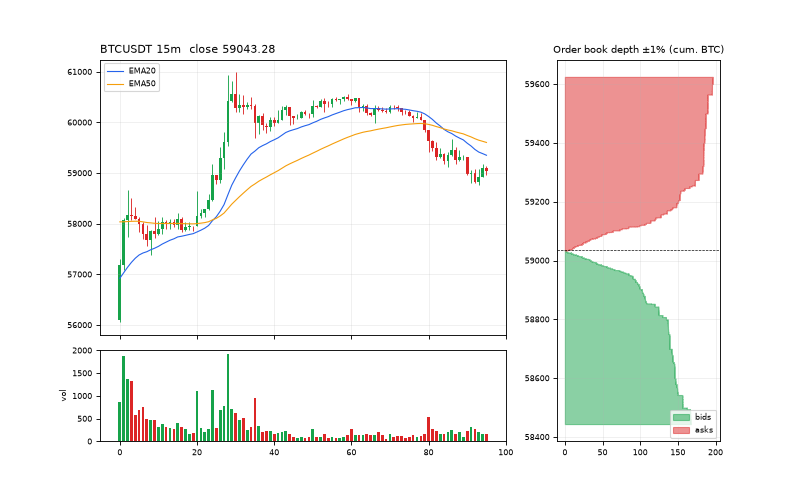 BTCUSDT 15m  close 59043.28
EMA20
EMA50
61000
60000
59000
58000
57000
56000
2000
1500
1000
500
0
vol
0 20 40 60 80 100
Order book depth ±1% (cum. BTC)
59600
59400
59200
59000
58800
58600
58400
bids
asks
0 50 100 150 200